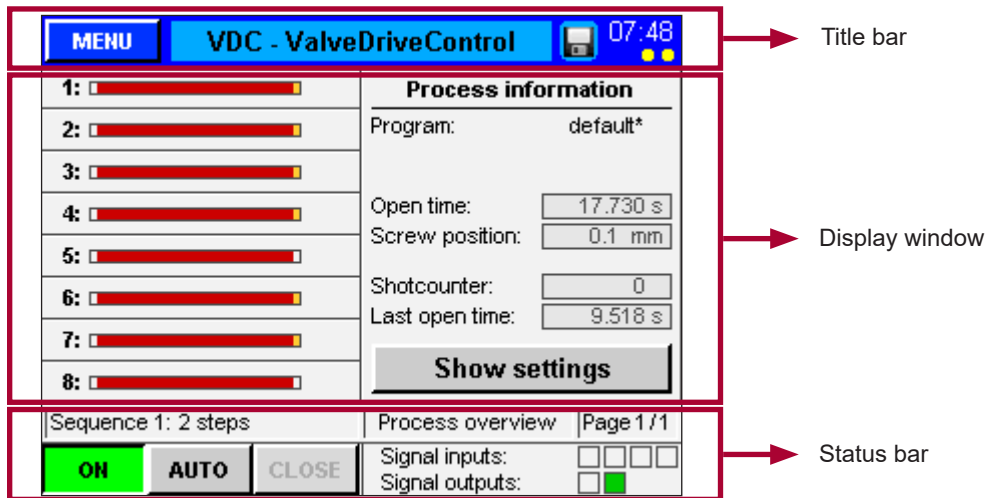 MENU VDC - ValveDriveControl 07:48
Title bar
1:
2:
3:
4:
5:
6:
7:
8:
Process information
Program: default*
Open time: 17.730 s
Screw position: 0.1 mm
Shotcounter: 0
Last open time: 9.518 s
Show settings
Display window
Sequence 1: 2 steps Process overview Page 1/1
ON AUTO CLOSE
Signal inputs:
Signal outputs:
Status bar